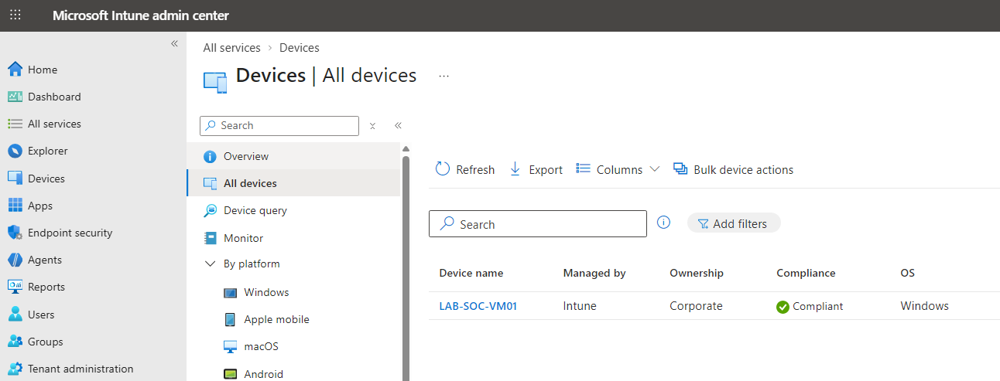 Microsoft Intune admin center
Home
Dashboard
All services
Explorer
Devices
Apps
Endpoint security
Agents
Reports
Users
Groups
Tenant administration
All services > Devices
Devices | All devices
Search
Overview
All devices
Device query
Monitor
By platform
Windows
Apple mobile
macOS
Android
Refresh Export Columns Bulk device actions
Search Add filters
Device name Managed by Ownership Compliance OS
LAB-SOC-VM01 Intune Corporate Compliant Windows